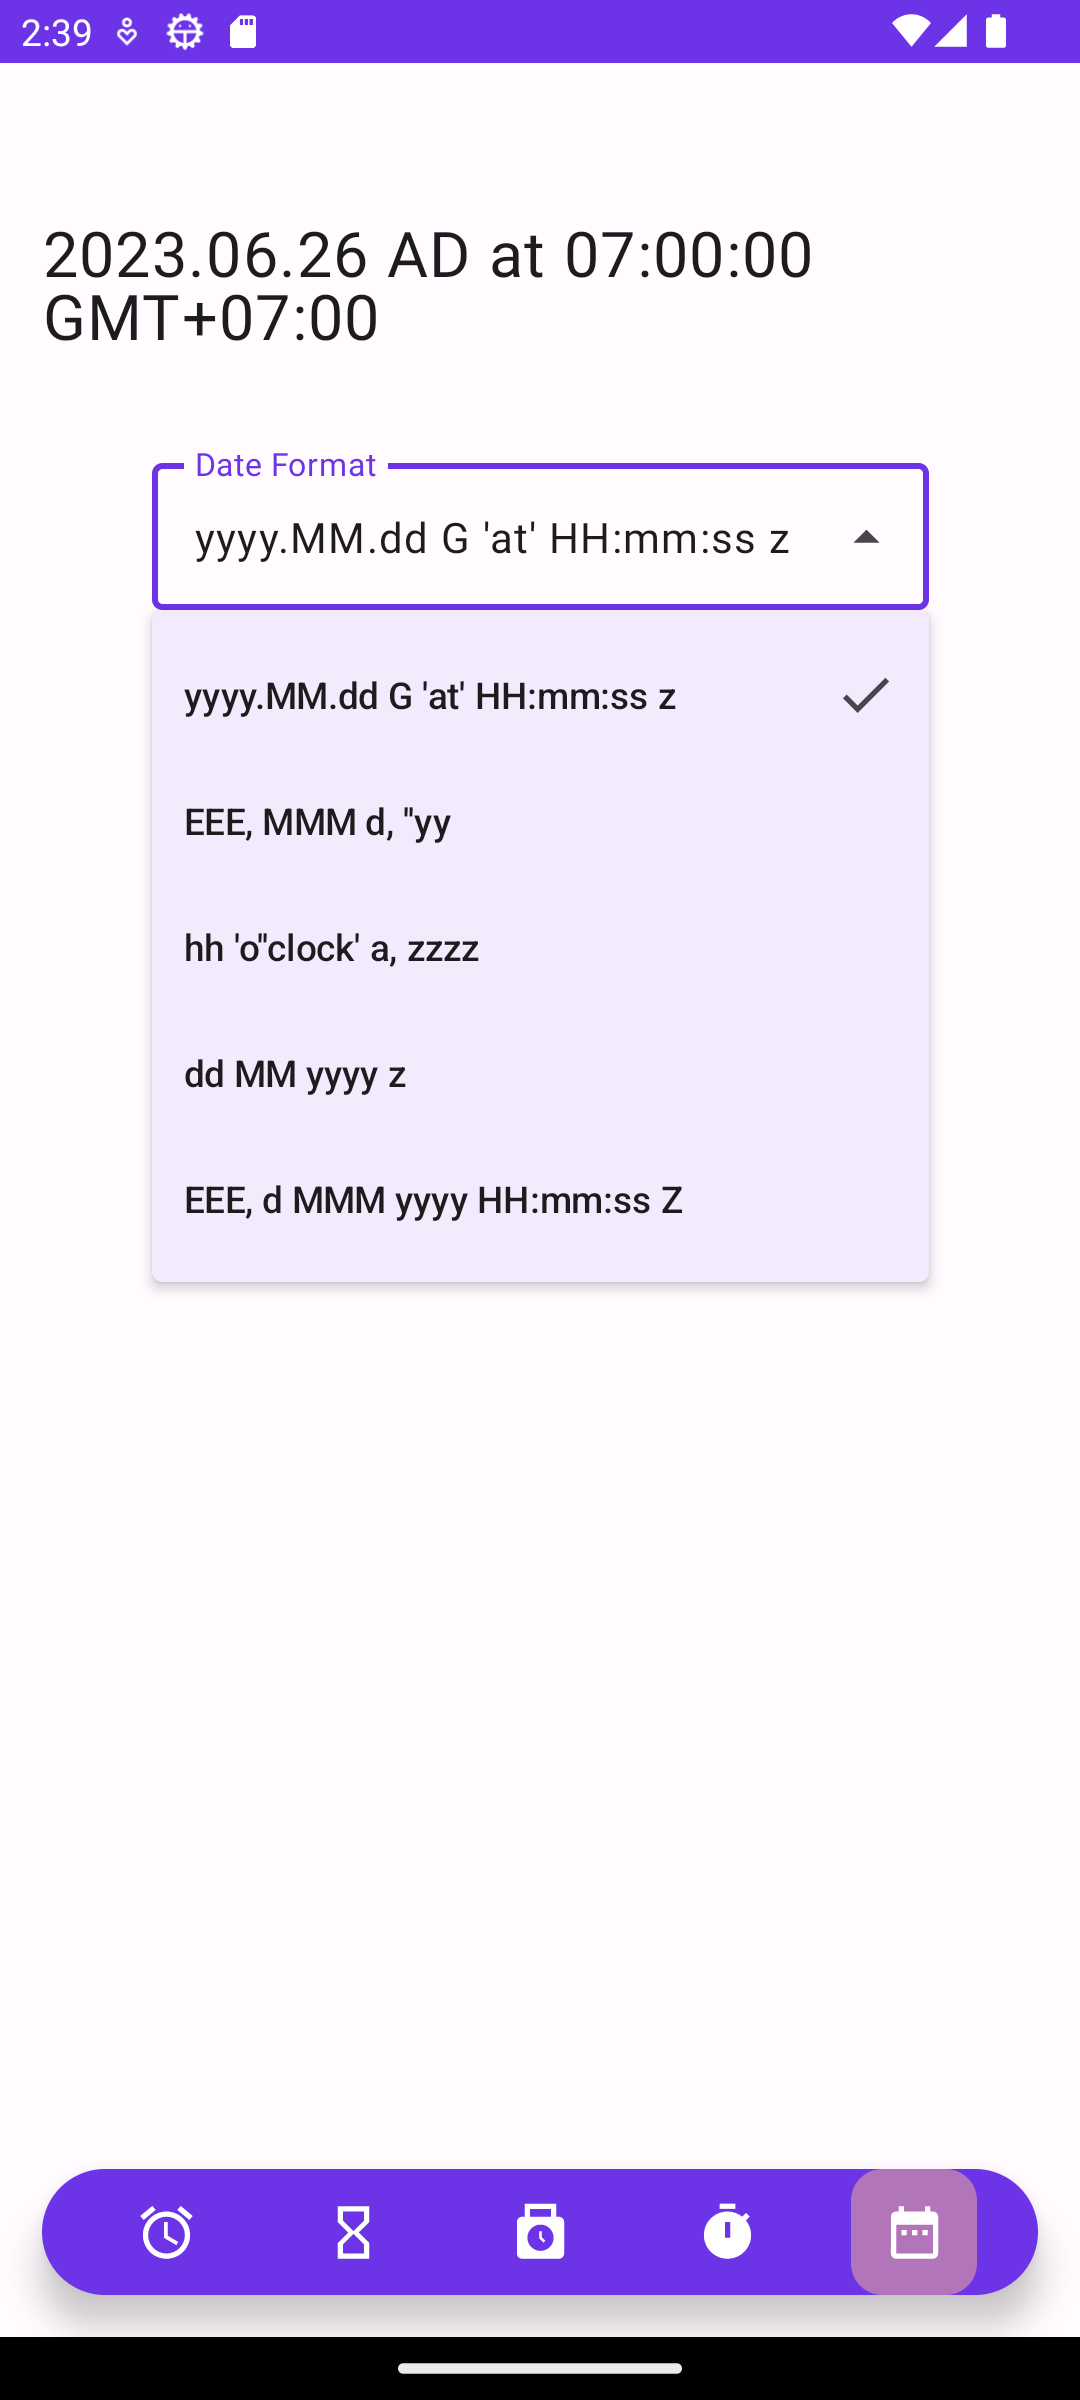 2:39
2023.06.26 AD at 07:00:00
GMT+07:00
Date Format
yyyy.MM.dd G 'at' HH:mm:ss z
yyyy.MM.dd G 'at' HH:mm:ss z
EEE, MMM d, ''yy
hh 'o''clock' a, zzzz
dd MM yyyy z
EEE, d MMM yyyy HH:mm:ss Z